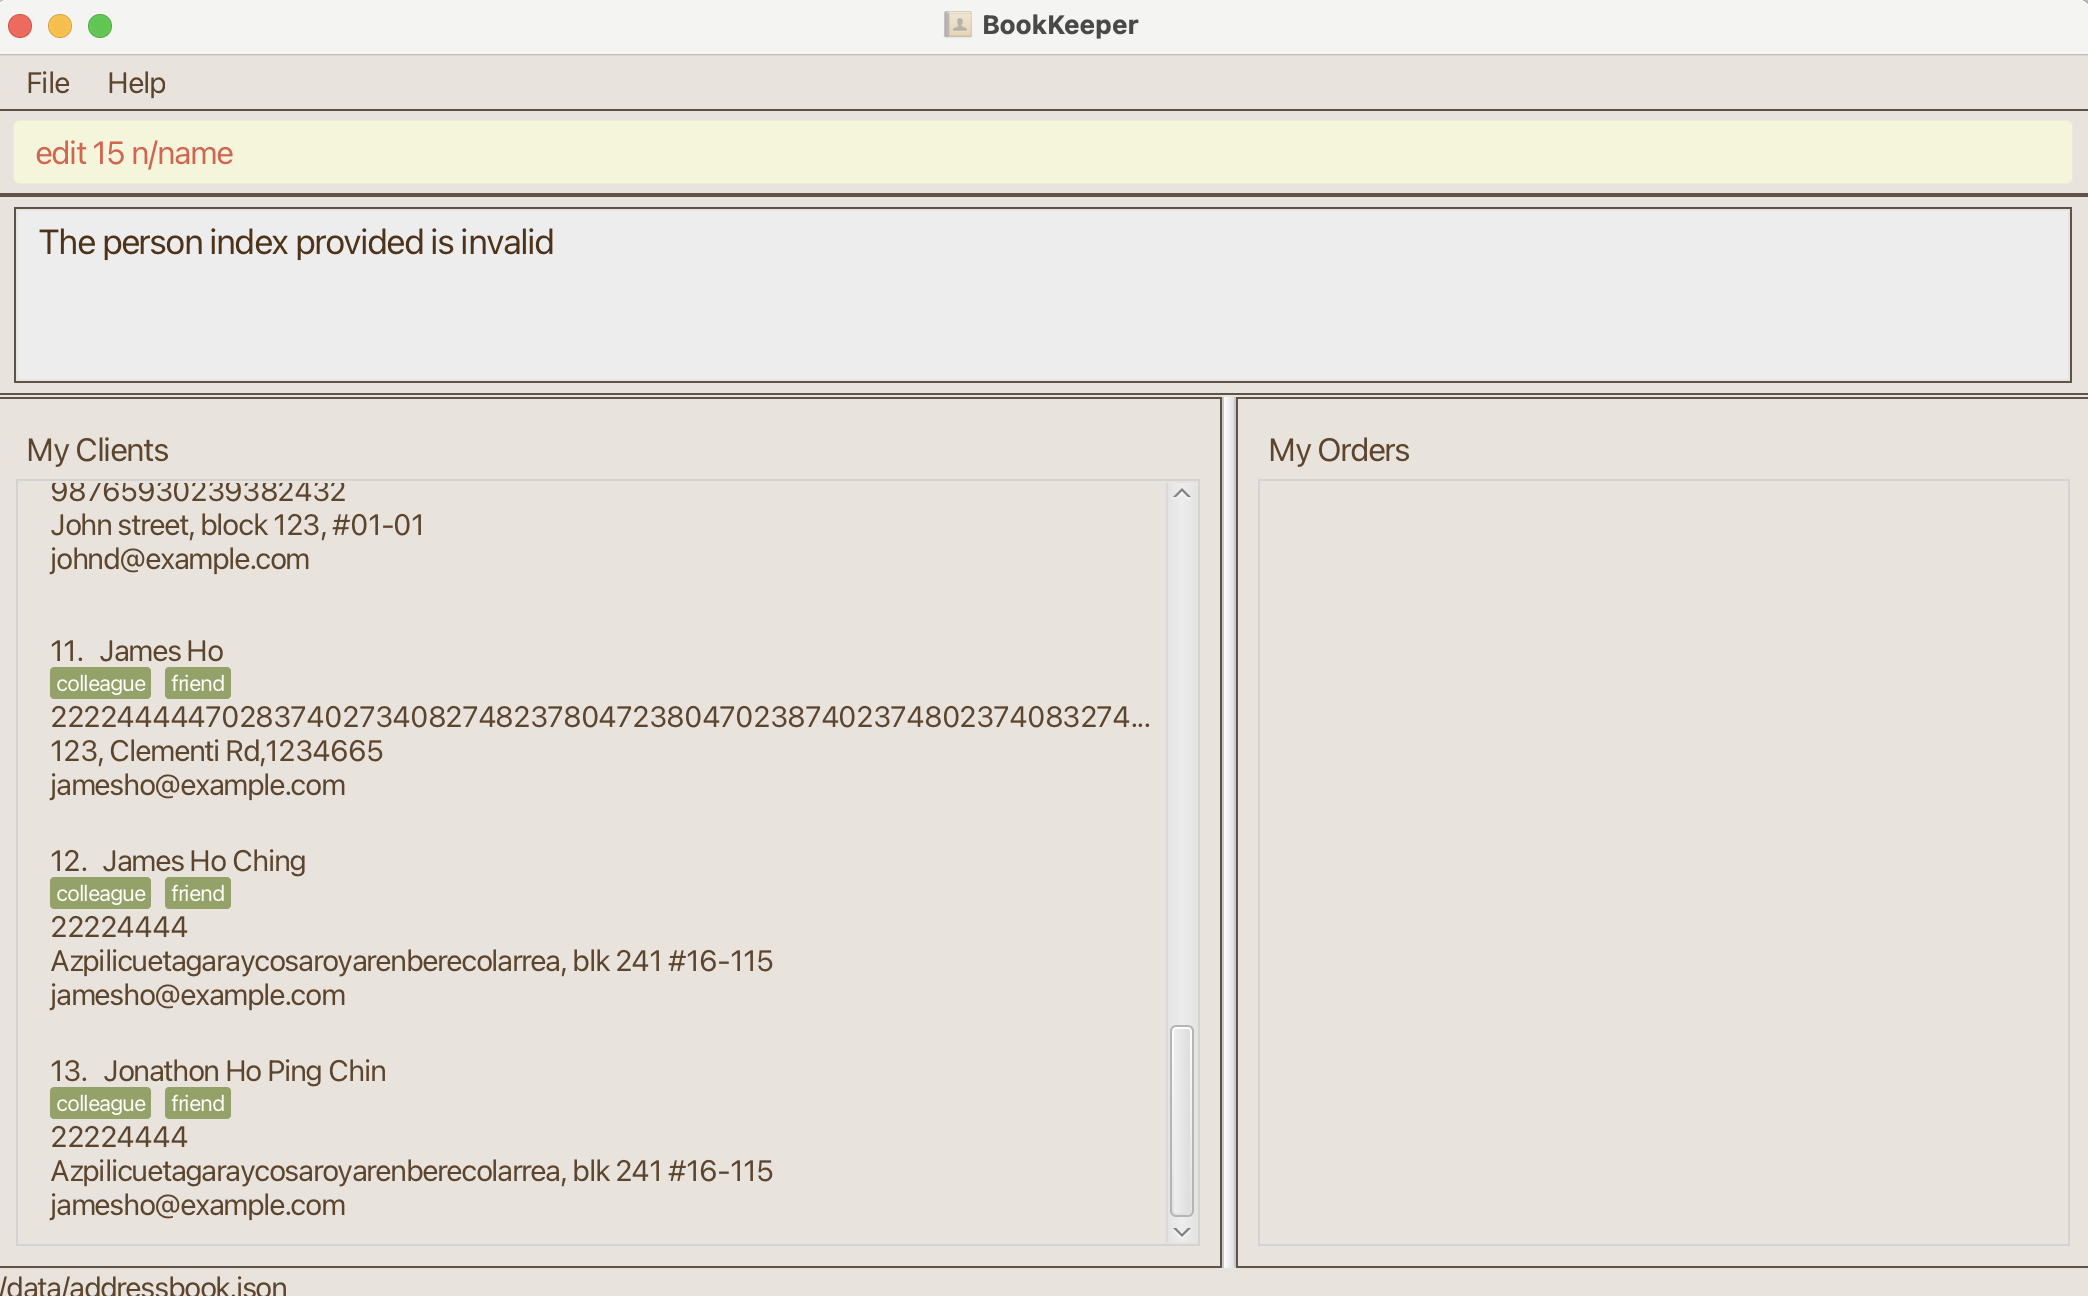 BookKeeper
File Help
edit 15 n/name
The person index provided is invalid
My Clients
98765930239382432
John street, block 123, #01-01
johnd@example.com
11. James Ho
colleague friend
222244444702837402734082748237804723804702387402374802374083274...
123, Clementi Rd,1234665
jamesho@example.com
12. James Ho Ching
colleague friend
22224444
Azpilicuetagaraycosaroyarenberecolarrea, blk 241 #16-115
jamesho@example.com
13. Jonathon Ho Ping Chin
colleague friend
22224444
Azpilicuetagaraycosaroyarenberecolarrea, blk 241 #16-115
jamesho@example.com
My Orders
/data/addressbook.json